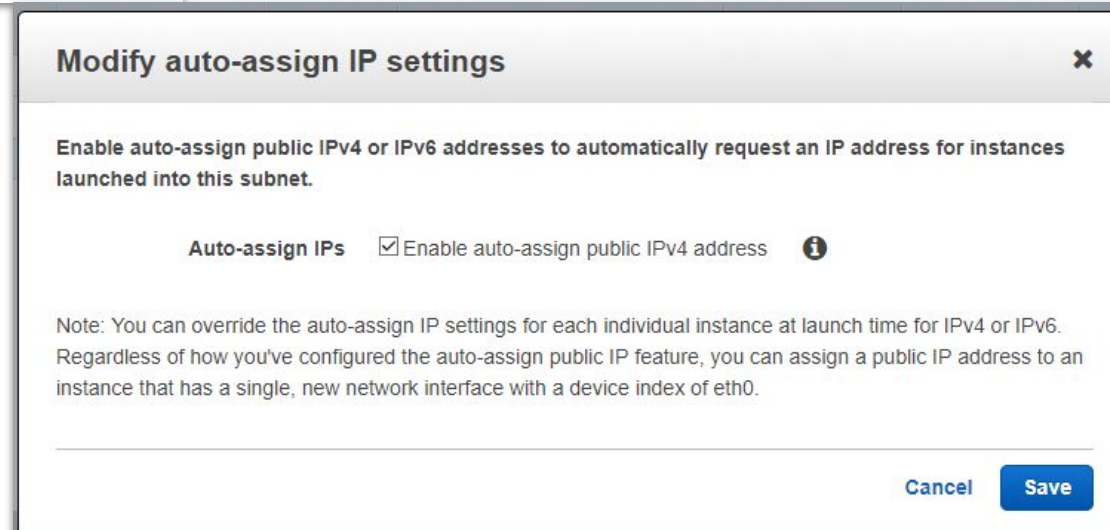 Modify auto-assign IP settings
Enable auto-assign public IPv4 or IPv6 addresses to automatically request an IP address for instances
launched into this subnet.
Auto-assign IPs Enable auto-assign public IPv4 address
Note: You can override the auto-assign IP settings for each individual instance at launch time for IPv4 or IPv6.
Regardless of how you've configured the auto-assign public IP feature, you can assign a public IP address to an
instance that has a single, new network interface with a device index of eth0.
Cancel Save